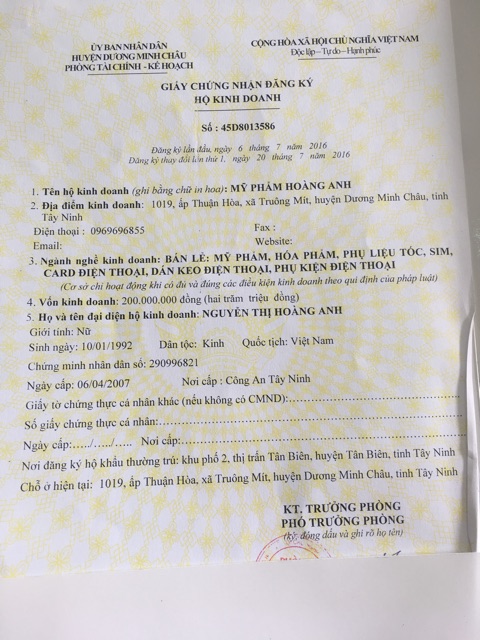 ỦY BAN NHÂN DÂN
HUYỆN DƯƠNG MINH CHÂU
PHÒNG TÀI CHÍNH - KẾ HOẠCH
CỘNG HÒA XÃ HỘI CHỦ NGHĨA VIỆT NAM
Độc lập – Tự do – Hạnh phúc
GIẤY CHỨNG NHẬN ĐĂNG KÝ
HỘ KINH DOANH
Số : 45D8013586
Đăng ký lần đầu, ngày 6 tháng 7 năm 2016
Đăng ký thay đổi lần thứ 1, ngày 20 tháng 7 năm 2016
1. Tên hộ kinh doanh (ghi bằng chữ in hoa): MỸ PHẨM HOÀNG ANH
2. Địa điểm kinh doanh: 1019, ấp Thuận Hòa, xã Truông Mít, huyện Dương Minh Châu, tỉnh
Tây Ninh
Điện thoại : 0969696855 Fax :
Email: Website:
3. Ngành nghề kinh doanh: BÁN LẺ: MỸ PHẨM, HÓA PHẨM, PHỤ LIỆU TÓC, SIM,
CARD ĐIỆN THOẠI, DÁN KEO ĐIỆN THOẠI, PHỤ KIỆN ĐIỆN THOẠI
(Cơ sở chỉ hoạt động khi có đủ và đúng các điều kiện kinh doanh theo qui định của pháp luật)
4. Vốn kinh doanh: 200.000.000 đồng (hai trăm triệu đồng)
5. Họ và tên đại diện hộ kinh doanh: NGUYỄN THỊ HOÀNG ANH
Giới tính: Nữ
Sinh ngày: 10/01/1992 Dân tộc: Kinh Quốc tịch: Việt Nam
Chứng minh nhân dân số: 290996821
Ngày cấp: 06/04/2007 Nơi cấp : Công An Tây Ninh
Giấy tờ chứng thực cá nhân khác (nếu không có CMND):
Số giấy chứng thực cá nhân:
Ngày cấp:...../...../..... Nơi cấp:
Nơi đăng ký hộ khẩu thường trú: khu phố 2, thị trấn Tân Biên, huyện Tân Biên, tỉnh Tây Ninh
Chỗ ở hiện tại: 1019, ấp Thuận Hòa, xã Truông Mít, huyện Dương Minh Châu, tỉnh Tây Ninh
KT. TRƯỞNG PHÒNG
PHÓ TRƯỞNG PHÒNG
(ký, đóng dấu và ghi rõ họ tên)